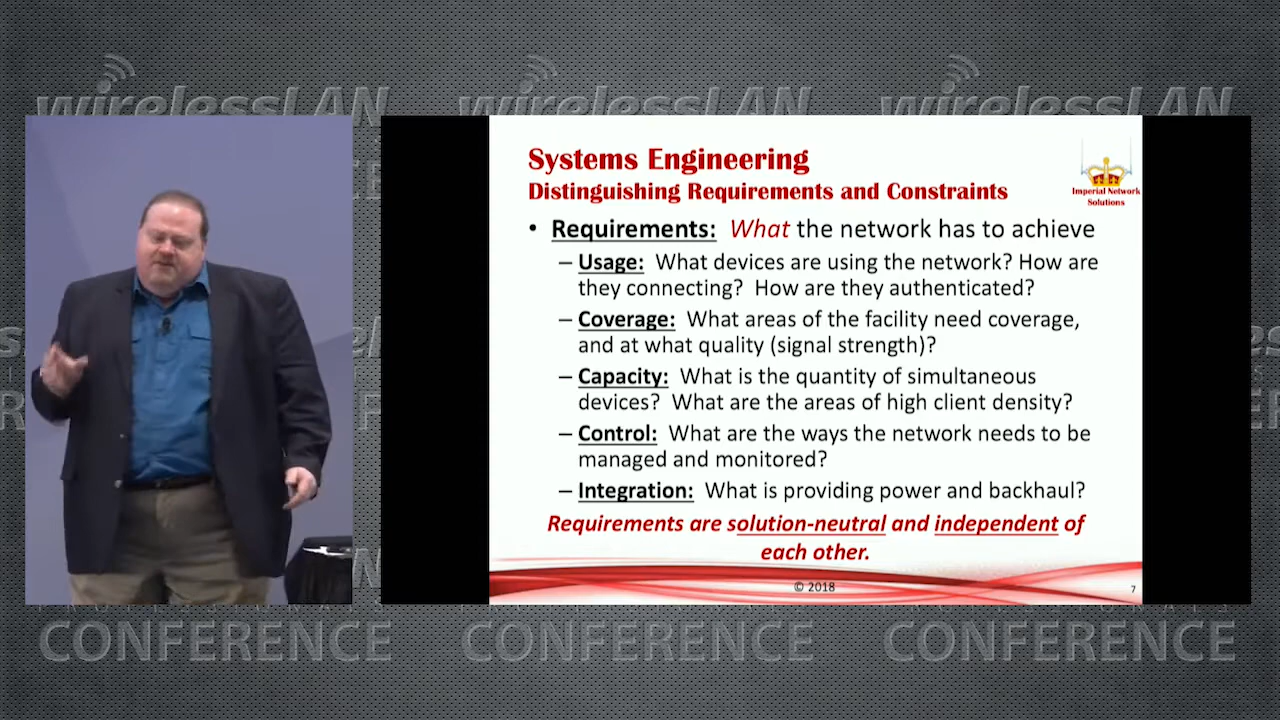 wirelessLAN
wirelessLAN
wirelessLAN
Systems Engineering
Distinguishing Requirements and Constraints
Imperial Network
Solutions
• Requirements: What the network has to achieve
– Usage: What devices are using the network? How are
they connecting? How are they authenticated?
– Coverage: What areas of the facility need coverage,
and at what quality (signal strength)?
– Capacity: What is the quantity of simultaneous
devices? What are the areas of high client density?
– Control: What are the ways the network needs to be
managed and monitored?
– Integration: What is providing power and backhaul?
Requirements are solution-neutral and independent of
each other.
© 2018
7
CONFERENCE
CONFERENCE
CONFERENCE